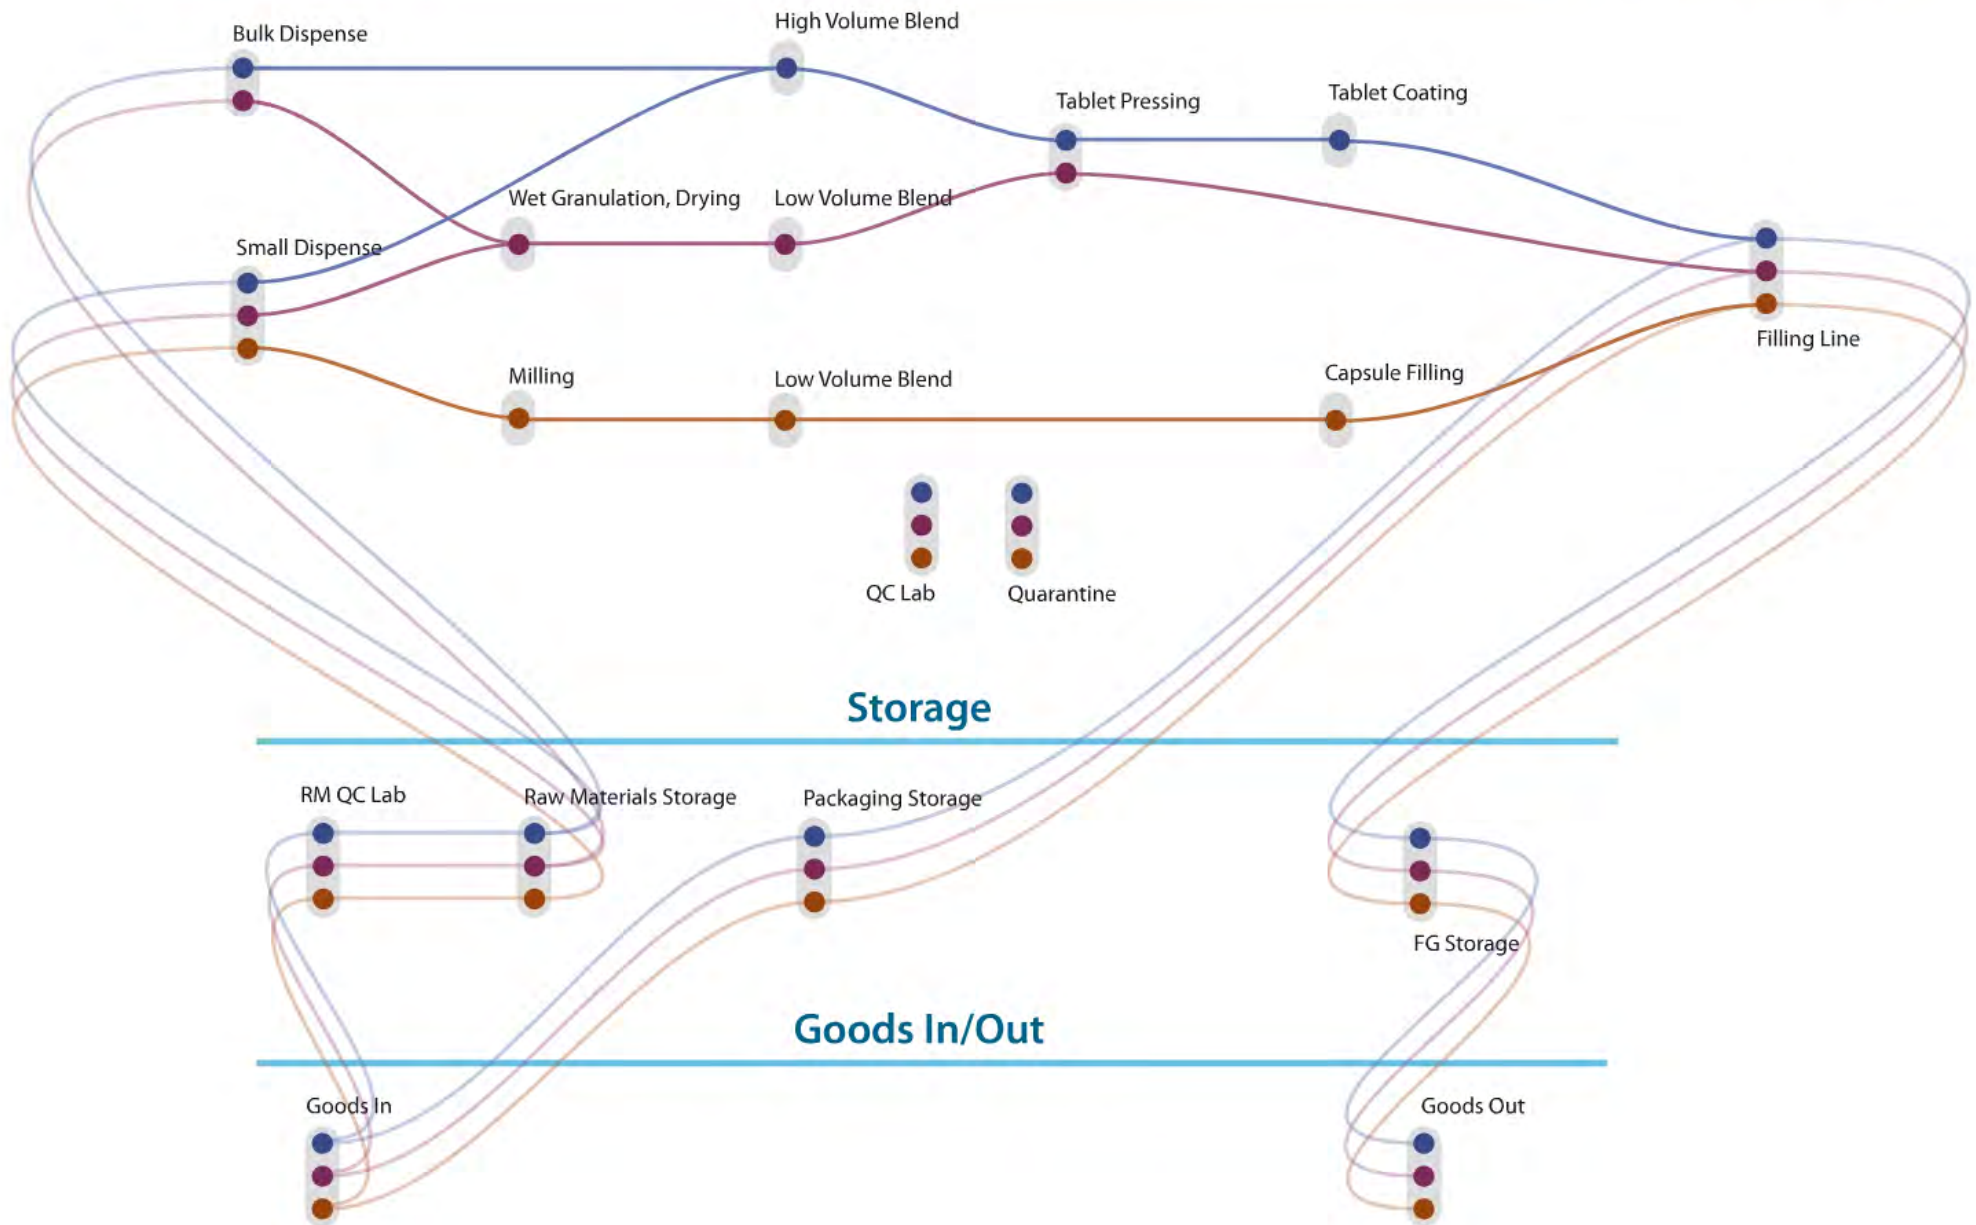 Bulk Dispense
High Volume Blend
Tablet Pressing
Tablet Coating
Wet Granulation, Drying
Low Volume Blend
Small Dispense
Filling Line
Milling
Low Volume Blend
Capsule Filling
QC Lab
Quarantine
Storage
RM QC Lab
Raw Materials Storage
Packaging Storage
FG Storage
Goods In/Out
Goods In
Goods Out